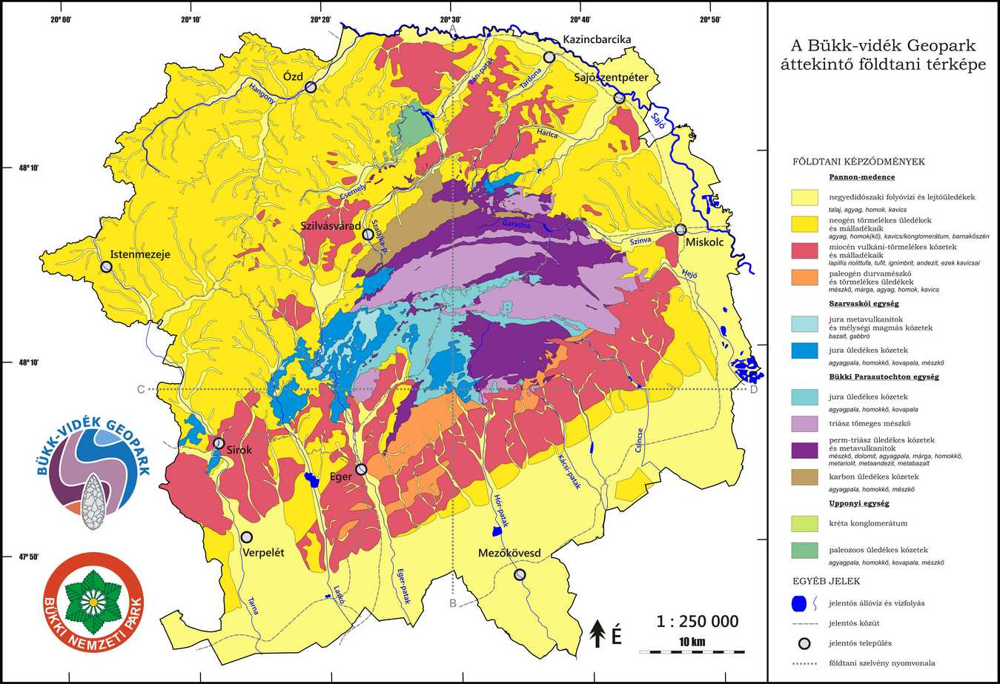 20° 00'
20° 10'
20° 20'
20° 30'
20° 40'
20° 50'
48° 10'
48° 10'
47° 50'
A
B
C
D
Kazincbarcika
Sajószentpéter
Ózd
Hangony
Bán-patak
Tardona
Harica
Sajó
Csernely
Szilvásvárad
Szalajka-p.
Garadna
Szinva
Miskolc
Hejő
Istenmezeje
Sirok
Eger
Csincse
Kácsi-patak
Hór-patak
Verpelét
Mezőkövesd
Tarna
Laskó
Eger-patak
BÜKK-VIDÉK GEOPARK
BÜKKI NEMZETI PARK
É
1 : 250 000
10 km
A Bükk-vidék Geopark
áttekintő földtani térképe
FÖLDTANI KÉPZŐDMÉNYEK
Pannon-medence
negyedidőszaki folyóvízi és lejtőüledékek
talaj, agyag, homok, kavics
neogén törmelékes üledékek
és málladékaik
agyag, homok(kő), kavics/konglomerátum, barnakőszén
miocén vulkáni-törmelékes kőzetek
és málladékaik
lapillis riolittufa, tufit, ignimbrit, andezit, ezek kavicsai
paleogén durvamészkő
és törmelékes üledékek
mészkő, márga, agyag, homok, kavics
Szarvaskői egység
jura metavulkanitok
és mélységi magmás kőzetek
bazalt, gabbró
jura üledékes kőzetek
agyagpala, homokkő, kovapala, mészkő
Bükki Paraautochton egység
jura üledékes kőzetek
agyagpala, homokkő, kovapala
triász tömeges mészkő
perm-triász üledékes kőzetek
és metavulkanitok
mészkő, dolomit, agyagpala, márga, homokkő,
metariolit, metaandezit, metabazalt
karbon üledékes kőzetek
agyagpala, homokkő, mészkő
Upponyi egység
kréta konglomerátum
paleozoos üledékes kőzetek
agyagpala, homokkő, kovapala, mészkő
EGYÉB JELEK
jelentős állóvíz és vízfolyás
jelentős közút
jelentős település
földtani szelvény nyomvonala